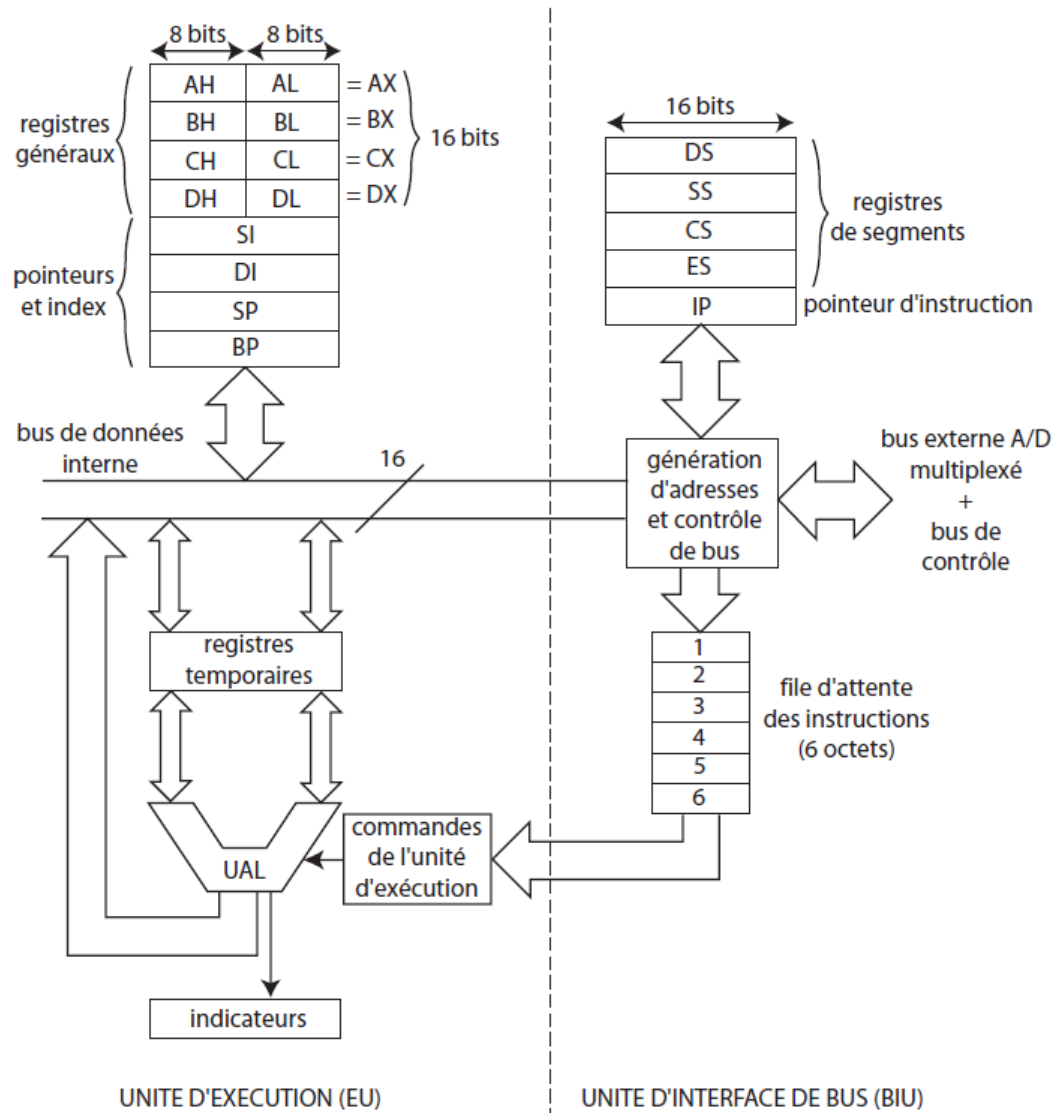 8 bits 8 bits
AH AL = AX
BH BL = BX
CH CL = CX
DH DL = DX
registres
généraux
16 bits
SI
DI
SP
BP
pointeurs
et index
16 bits
DS
SS
CS
ES
IP
registres
de segments
pointeur d'instruction
bus de données
interne
16
génération
d'adresses
et contrôle
de bus
bus externe A/D
multiplexé
+
bus de
contrôle
registres
temporaires
1
2
3
4
5
6
file d'attente
des instructions
(6 octets)
UAL
commandes
de l'unité
d'exécution
indicateurs
UNITE D'EXECUTION (EU)
UNITE D'INTERFACE DE BUS (BIU)